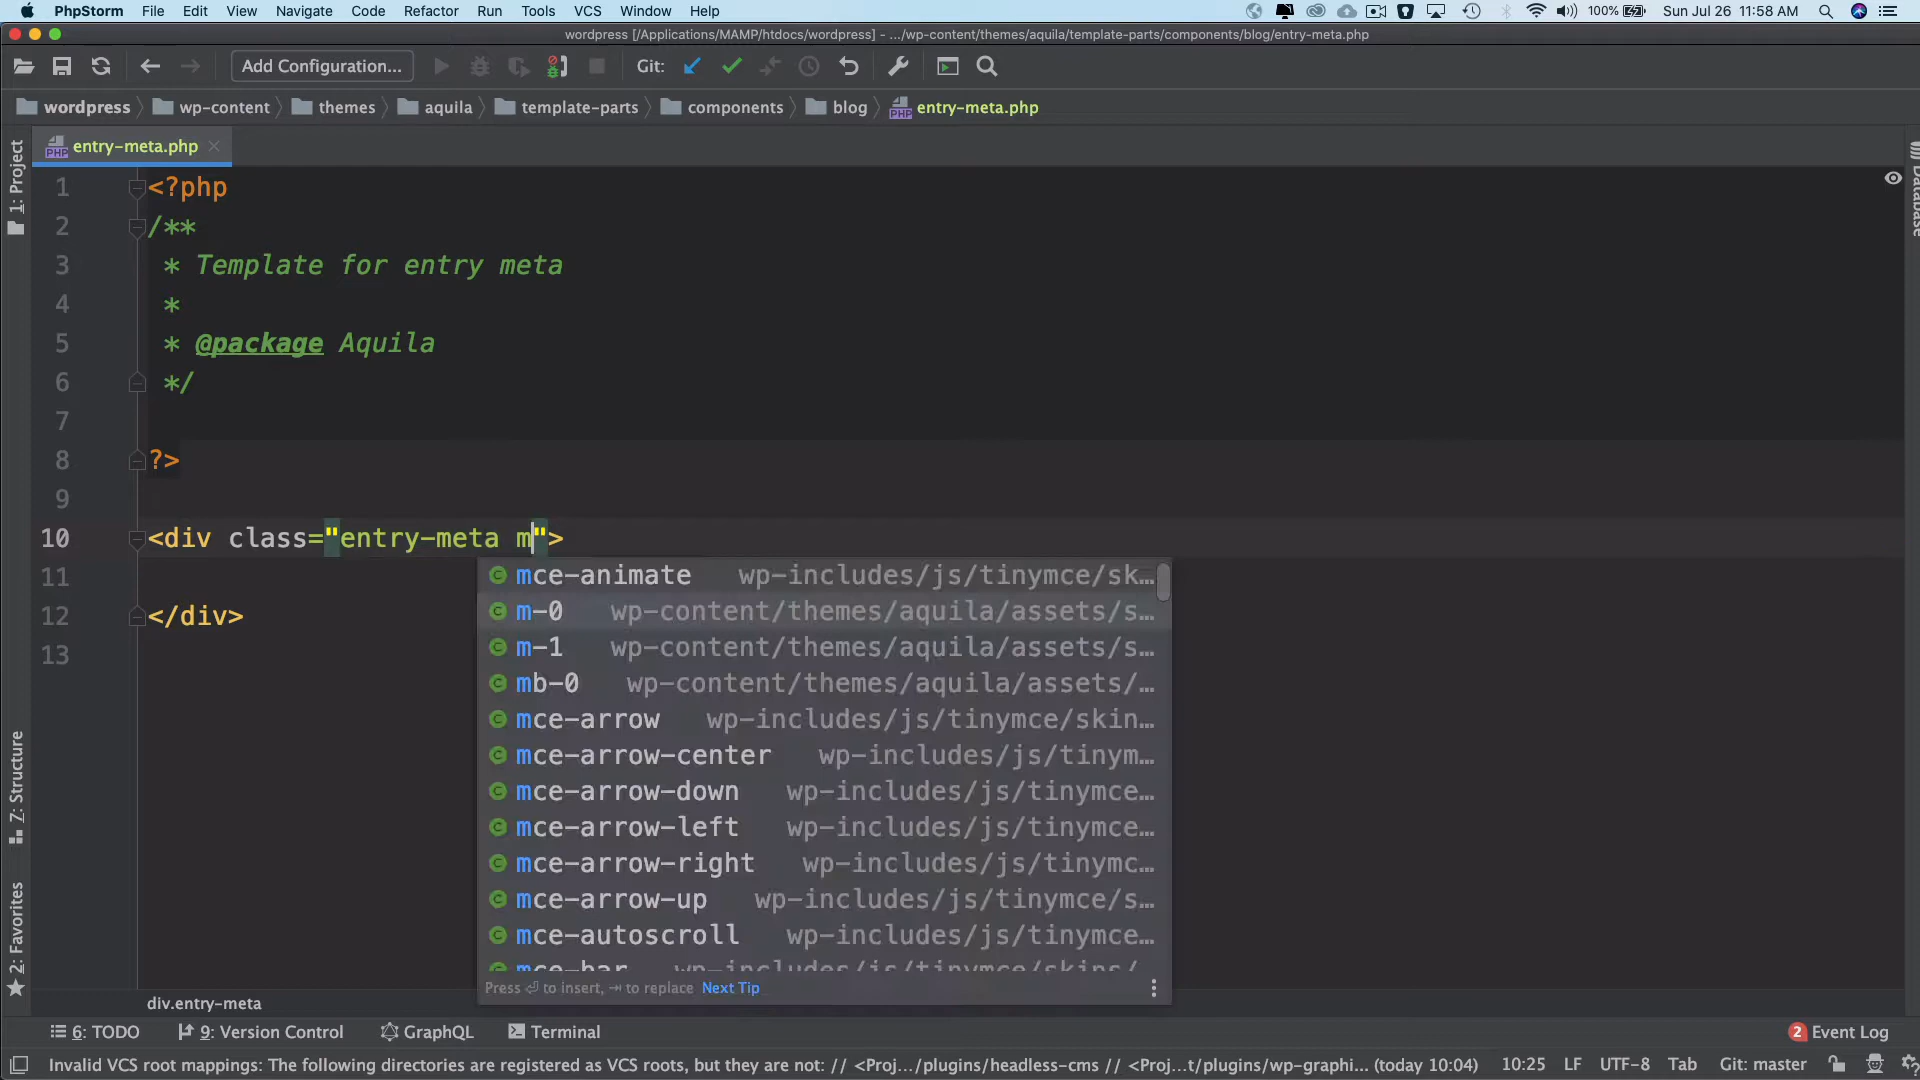 PhpStorm File Edit View Navigate Code Refactor Run Tools VCS Window Help 100% Sun Jul 26 11:58 AM
wordpress [/Applications/MAMP/htdocs/wordpress] - .../wp-content/themes/aquila/template-parts/components/blog/entry-meta.php
Add Configuration... Git:
wordpress wp-content themes aquila template-parts components blog entry-meta.php
entry-meta.php
1: Project
Database
1 <?php
2 /**
3 * Template for entry meta
4 *
5 * @package Aquila
6 */
7
8 ?>
9
10 <div class="entry-meta m">
11
12 </div>
13
mce-animate wp-includes/js/tinymce/sk…
m-0 wp-content/themes/aquila/assets/s…
m-1 wp-content/themes/aquila/assets/s…
mb-0 wp-content/themes/aquila/assets/…
mce-arrow wp-includes/js/tinymce/skin…
mce-arrow-center wp-includes/js/tinym…
mce-arrow-down wp-includes/js/tinymce…
mce-arrow-left wp-includes/js/tinymce…
mce-arrow-right wp-includes/js/tinymc…
mce-arrow-up wp-includes/js/tinymce/s…
mce-autoscroll wp-includes/js/tinymce…
mce-bar wp-includes/js/tinymce/skins/
Press ⏎ to insert, ⇥ to replace Next Tip
7: Structure
2: Favorites
div.entry-meta
6: TODO 9: Version Control GraphQL Terminal 2 Event Log
Invalid VCS root mappings: The following directories are registered as VCS roots, but they are not: // <Proj.../plugins/headless-cms // <Proj...t/plugins/wp-graphi... (today 10:04) 10:25 LF UTF-8 Tab Git: master